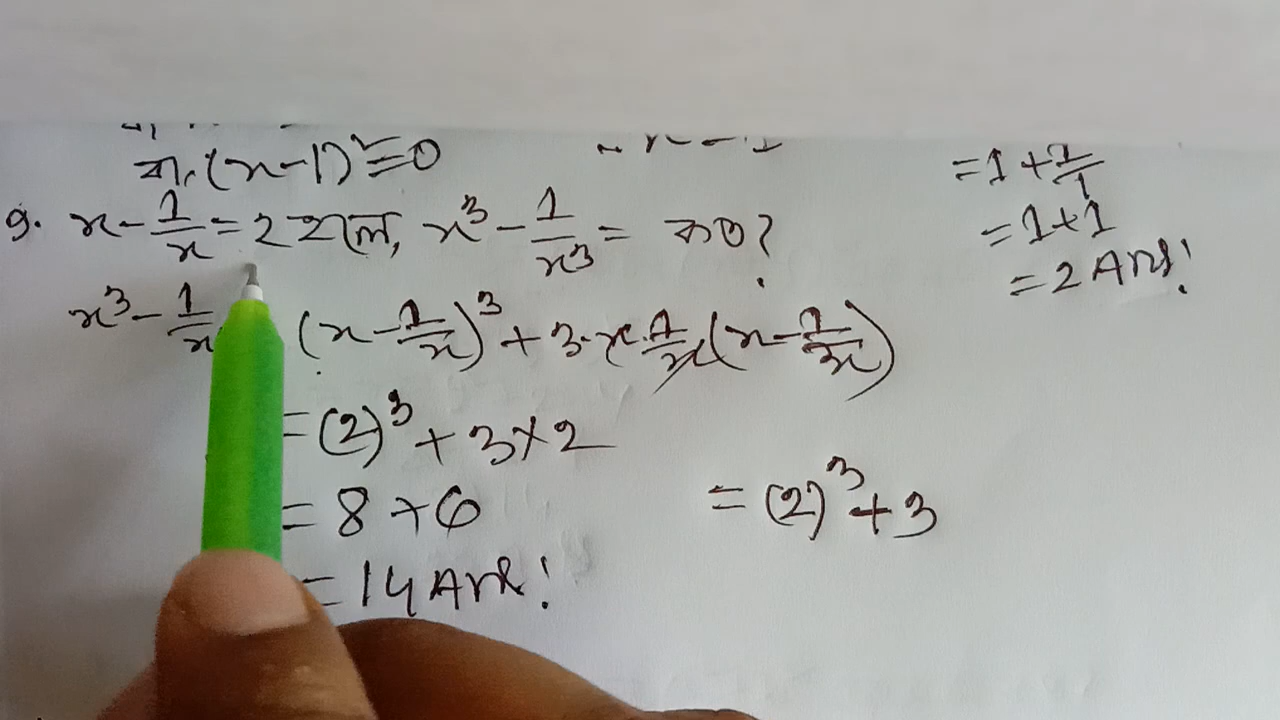 বা, (x-1)²=0
=1+1/1
=1+1
=2 Ans!
9. x-1/x=2 হলে, x³-1/x³= কত?
x³-1/x (x-1/x)³+3.x.1/x(x-1/x)
=(2)³+3×2
=8+6
=14 Ans!
=(2)³+3